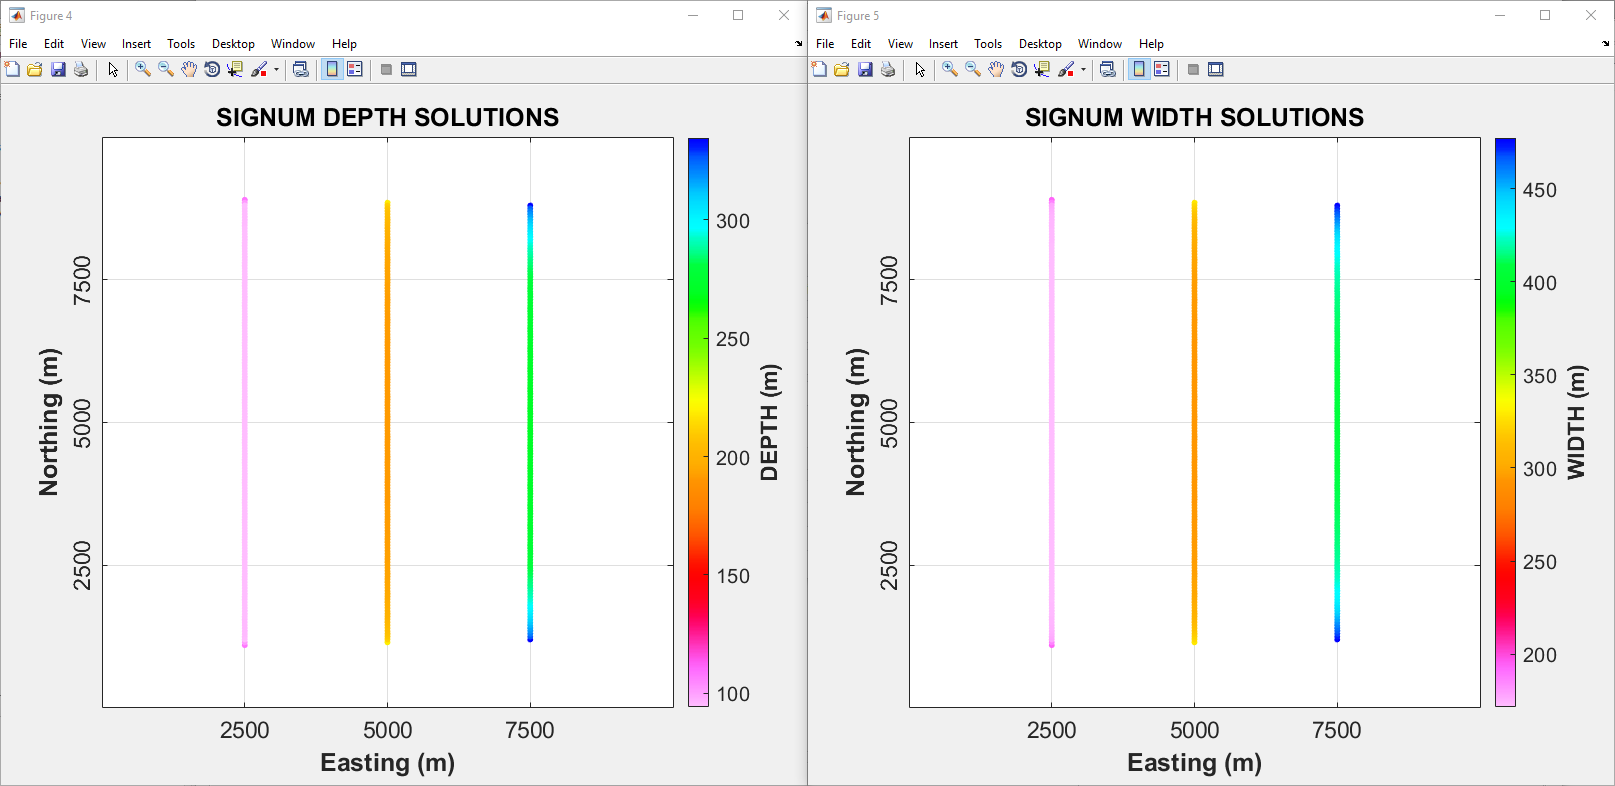 Figure 4
File Edit View Insert Tools Desktop Window Help
SIGNUM DEPTH SOLUTIONS
7500
5000
2500
Northing (m)
2500 5000 7500
Easting (m)
300
250
200
150
100
DEPTH (m)
Figure 5
File Edit View Insert Tools Desktop Window Help
SIGNUM WIDTH SOLUTIONS
7500
5000
2500
Northing (m)
2500 5000 7500
Easting (m)
450
400
350
300
250
200
WIDTH (m)